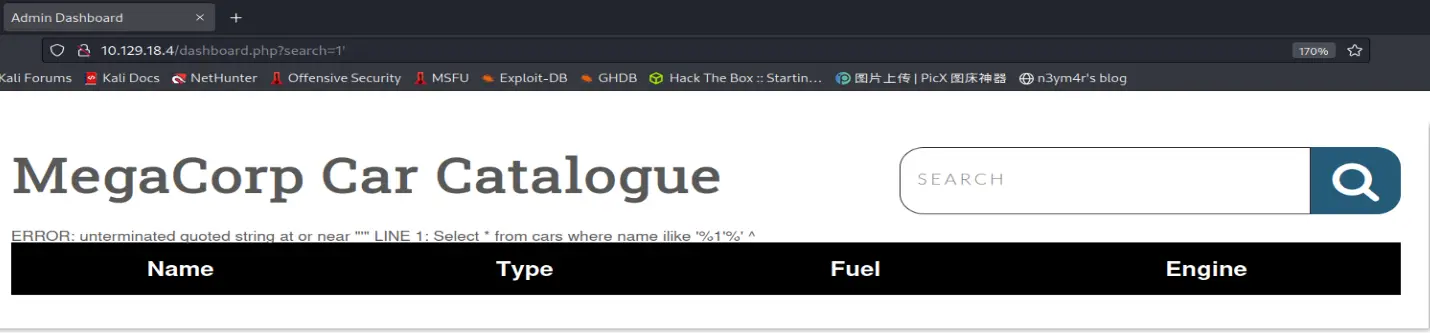 Admin Dashboard × +
10.129.18.4/dashboard.php?search=1' 170%
Kali Forums Kali Docs NetHunter Offensive Security MSFU Exploit-DB GHDB Hack The Box :: Startin… 图片上传 | PicX 图床神器 n3ym4r's blog
MegaCorp Car Catalogue
SEARCH
ERROR: unterminated quoted string at or near "'" LINE 1: Select * from cars where name ilike '%1'%' ^
Name Type Fuel Engine